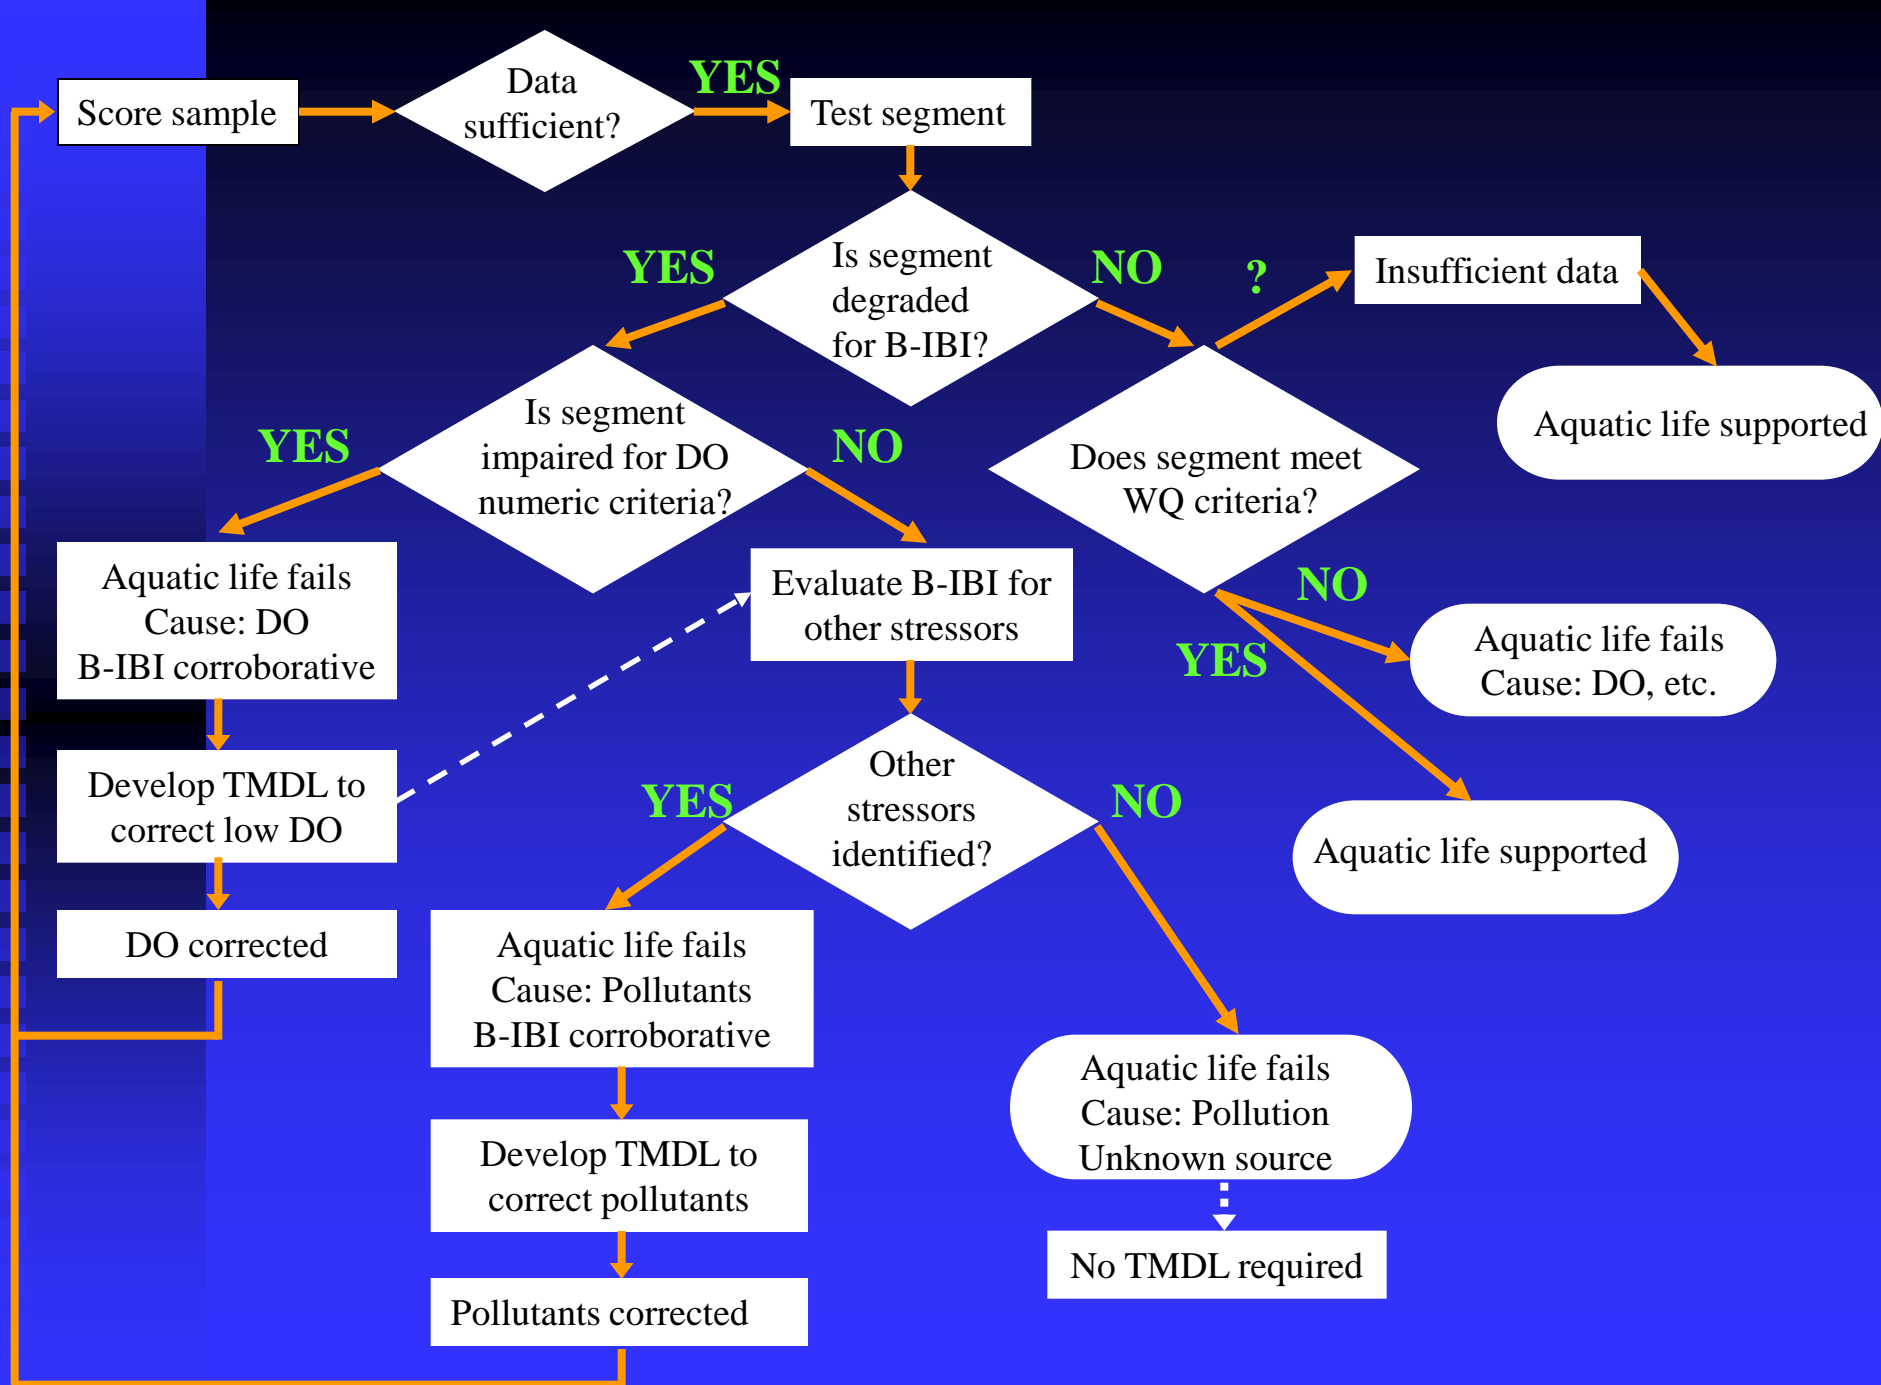 Score sample
Data
sufficient?
YES
Test segment
Is segment
degraded
for B-IBI?
YES
NO
?
Insufficient data
Aquatic life supported
Is segment
impaired for DO
numeric criteria?
YES
NO
Does segment meet
WQ criteria?
NO
YES
Aquatic life fails
Cause: DO
B-IBI corroborative
Evaluate B-IBI for
other stressors
Aquatic life fails
Cause: DO, etc.
Develop TMDL to
correct low DO
Other
stressors
identified?
YES
NO
Aquatic life supported
DO corrected
Aquatic life fails
Cause: Pollutants
B-IBI corroborative
Aquatic life fails
Cause: Pollution
Unknown source
Develop TMDL to
correct pollutants
No TMDL required
Pollutants corrected